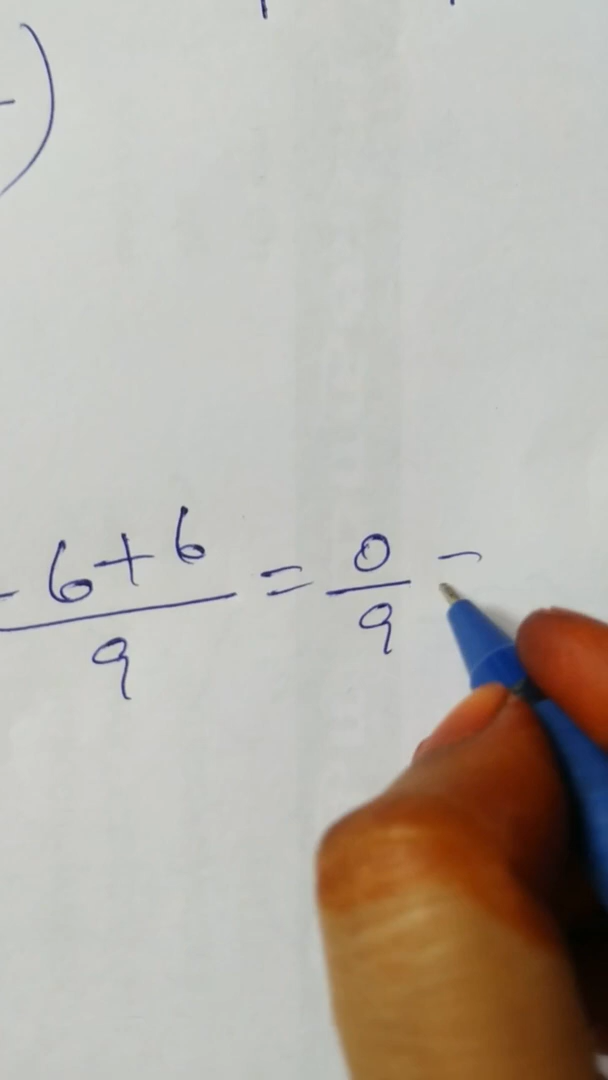 )
- 6 + 6 = 0 -
9 9